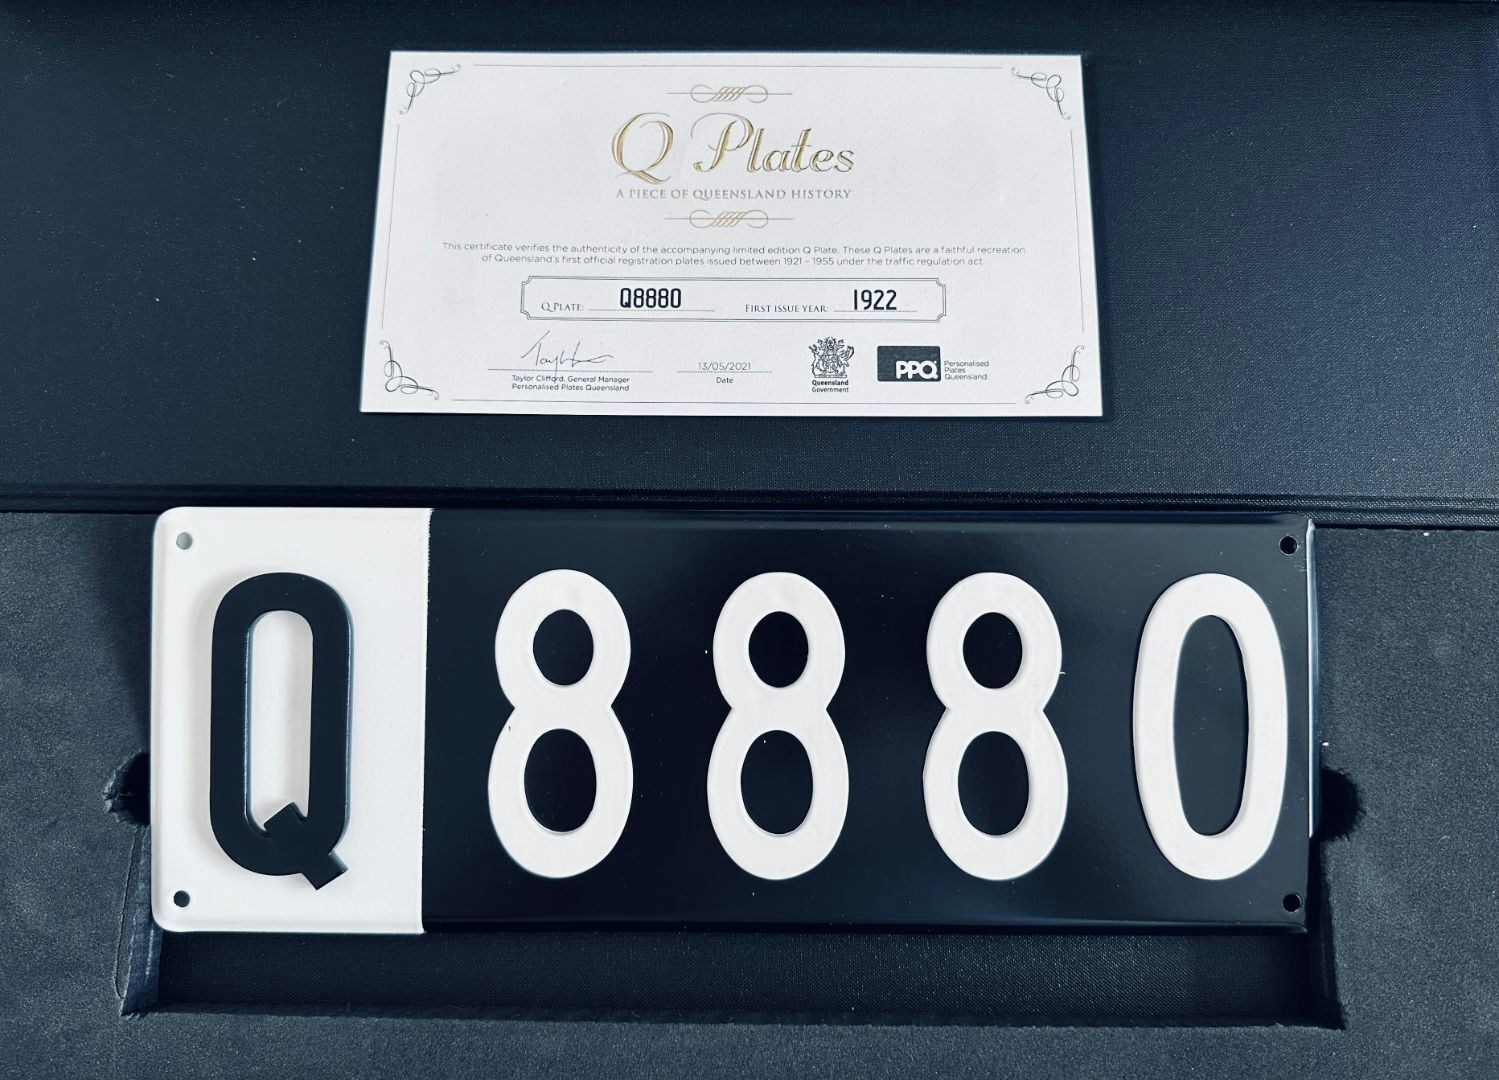 Q Plates
A PIECE OF QUEENSLAND HISTORY
This certificate verifies the authenticity of the accompanying limited edition Q Plate. These Q Plates are a faithful recreation
of Queensland's first official registration plates issued between 1921 - 1955 under the traffic regulation act.
Q PLATE: Q8880 FIRST ISSUE YEAR: 1922
13/05/2021
Taylor Clifford, General Manager
Personalised Plates Queensland
Date
Queensland
Government
PPQ
Personalised
Plates
Queensland
Q 8880